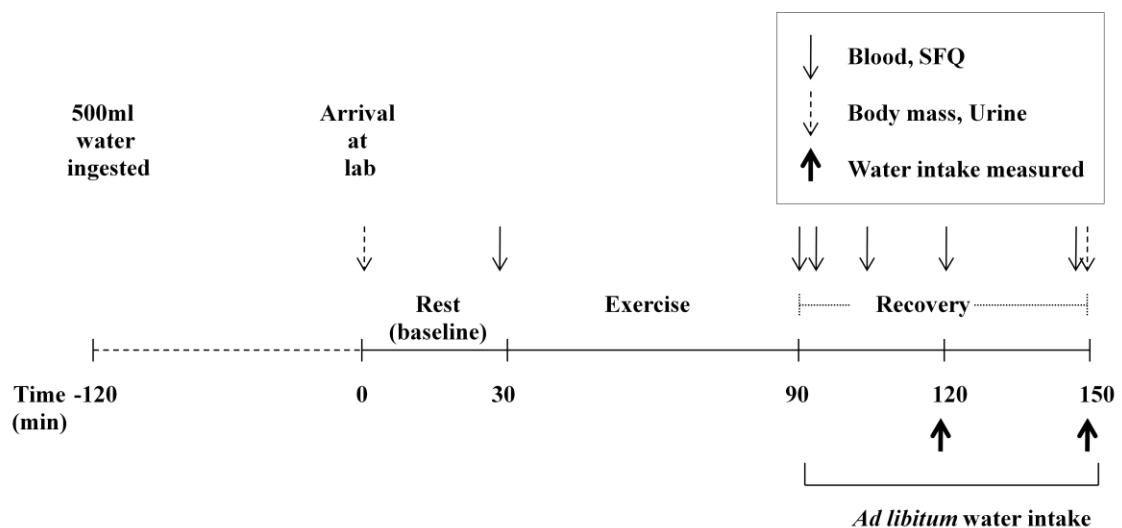 Blood, SFQ
Body mass, Urine
Water intake measured
500ml
water
ingested
Arrival
at
lab
Rest
(baseline)
Exercise
Recovery
Time -120
(min)
0
30
90
120
150
Ad libitum water intake